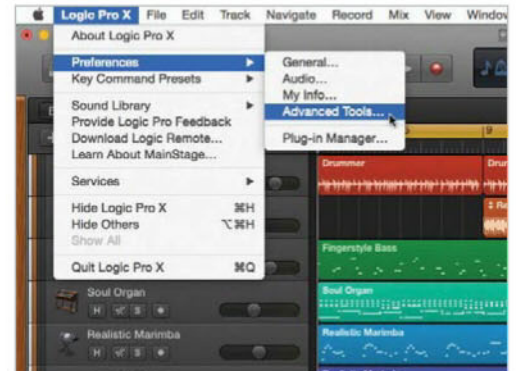 Logic Pro X File Edit Track Navigate Record Mix View Window
About Logic Pro X
Preferences
General...
Key Command Presets
Audio...
My Info...
Sound Library
Advanced Tools...
Provide Logic Pro Feedback
Download Logic Remote...
Plug-in Manager...
Learn About MainStage...
9
Drummer
Services
Hide Logic Pro X ⌘H
Hide Others ⌥⌘H
Show All
Fingerstyle Bass
Quit Logic Pro X ⌘Q
Soul Organ
Soul Organ
H S
Realistic Marimba
Realistic Marimba
H S